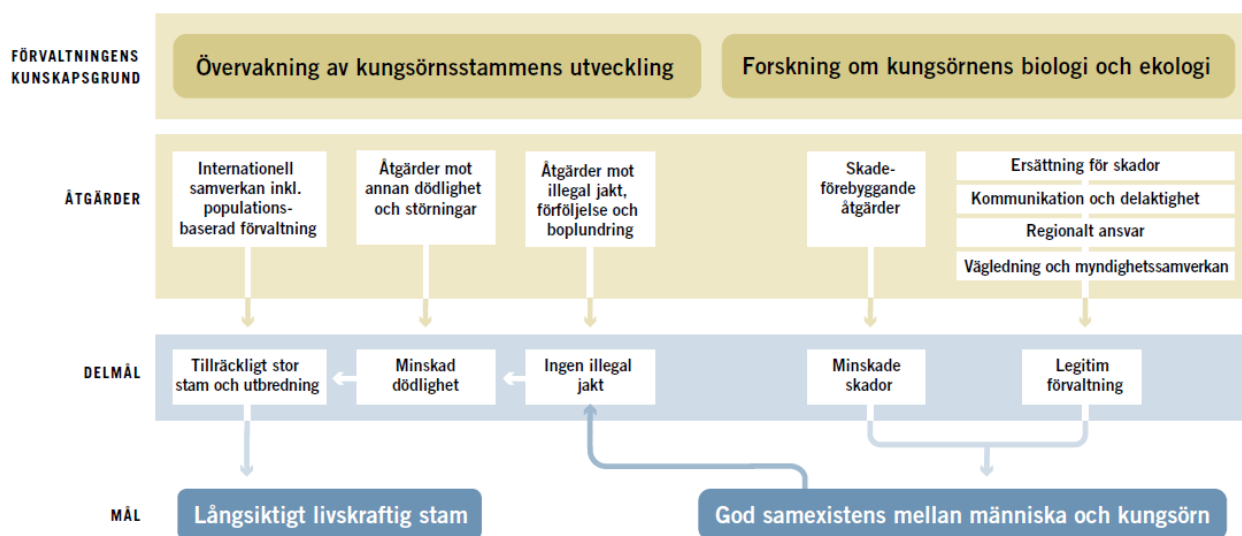 FÖRVALTNINGENS
KUNSKAPSGRUND
Övervakning av kungsörnsstammens utveckling
Forskning om kungsörnens biologi och ekologi
ÅTGÄRDER
Internationell
samverkan inkl.
populations-
baserad förvaltning
Åtgärder mot
annan dödlighet
och störningar
Åtgärder mot
illegal jakt,
förföljelse och
boplundring
Skade-
förebyggande
åtgärder
Ersättning för skador
Kommunikation och delaktighet
Regionalt ansvar
Vägledning och myndighetssamverkan
DELMÅL
Tillräckligt stor
stam och utbredning
Minskad
dödlighet
Ingen illegal
jakt
Minskade
skador
Legitim
förvaltning
MÅL
Långsiktigt livskraftig stam
God samexistens mellan människa och kungsörn